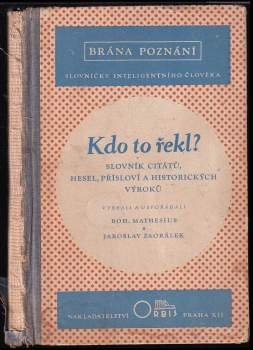 BRÁNA POZNÁNÍ
SLOVNÍČKY INTELIGENTNÍHO ČLOVĚKA
Kdo to řekl?
SLOVNÍK CITÁTŮ,
HESEL, PŘÍSLOVÍ A HISTORICKÝCH
VÝROKŮ
VYBRALI A USPOŘÁDALI
BOH. MATHESIUS
A
JAROSLAV ZAORÁLEK
NAKLADATELSTVÍ ORBIS PRAHA XII